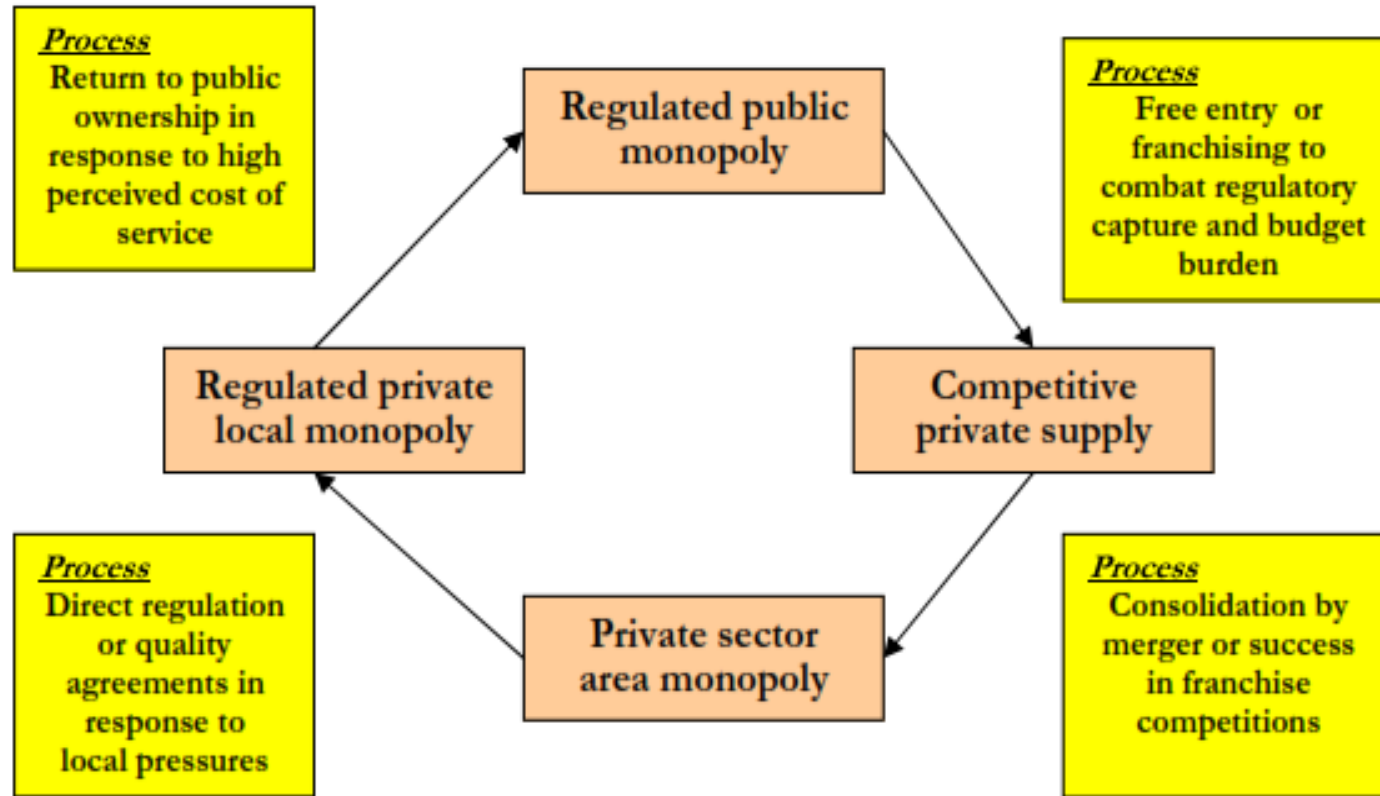 Process
Return to public
ownership in
response to high
perceived cost of
service
Regulated public
monopoly
Process
Free entry or
franchising to
combat regulatory
capture and budget
burden
Regulated private
local monopoly
Competitive
private supply
Process
Direct regulation
or quality
agreements in
response to
local pressures
Private sector
area monopoly
Process
Consolidation by
merger or success
in franchise
competitions